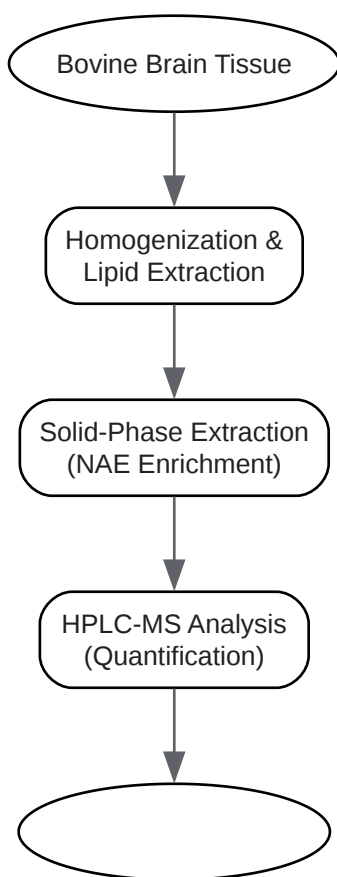 Bovine Brain Tissue
Homogenization &
Lipid Extraction
Solid-Phase Extraction
(NAE Enrichment)
HPLC-MS Analysis
(Quantification)